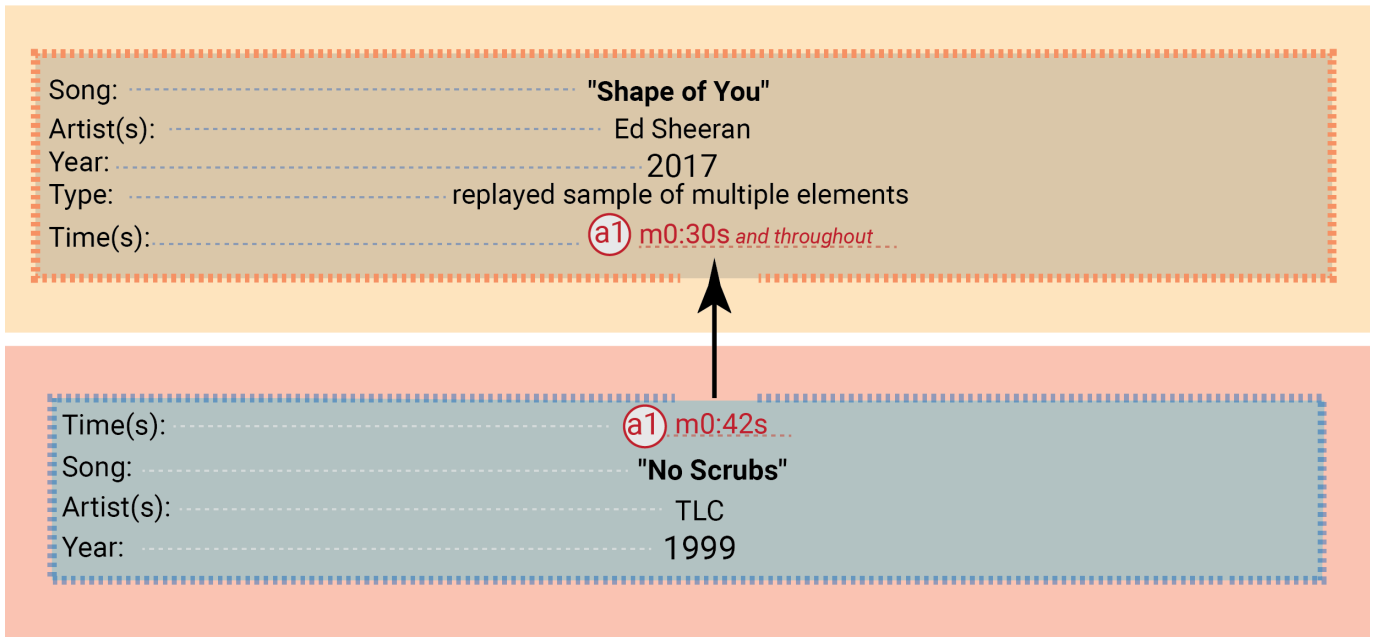 Song: "Shape of You"
Artist(s): Ed Sheeran
Year: 2017
Type: replayed sample of multiple elements
Time(s): a1 m0:30s and throughout
Time(s): a1 m0:42s
Song: "No Scrubs"
Artist(s): TLC
Year: 1999